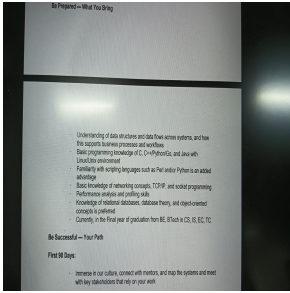 Be Prepared — What You Bring
Understanding of data structures and data flows across systems, and how
this supports business processes and workflows
Basic programming knowledge of C, C++/Python/Go, and Java with
Linux/Unix environment
Familiarity with scripting languages such as Perl and/or Python is an added
advantage
Basic knowledge of networking concepts, TCP/IP, and socket programming
Performance analysis and profiling skills
Knowledge of relational databases, database theory, and object-oriented
concepts is preferred
Currently, in the Final year of graduation from BE, BTech in CS, IS, EC, TC
Be Successful — Your Path
First 90 Days:
Immerse in our culture, connect with mentors, and map the systems and meet
with key stakeholders that rely on your work